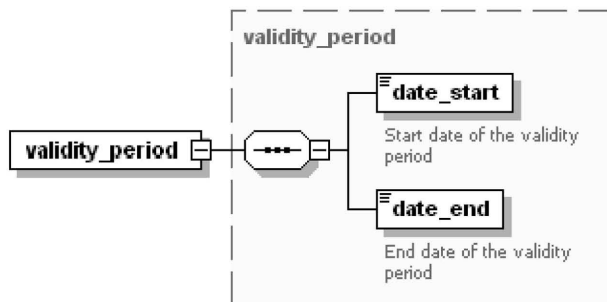 validity_period
validity_period
date_start
Start date of the validity
period
date_end
End date of the validity
period